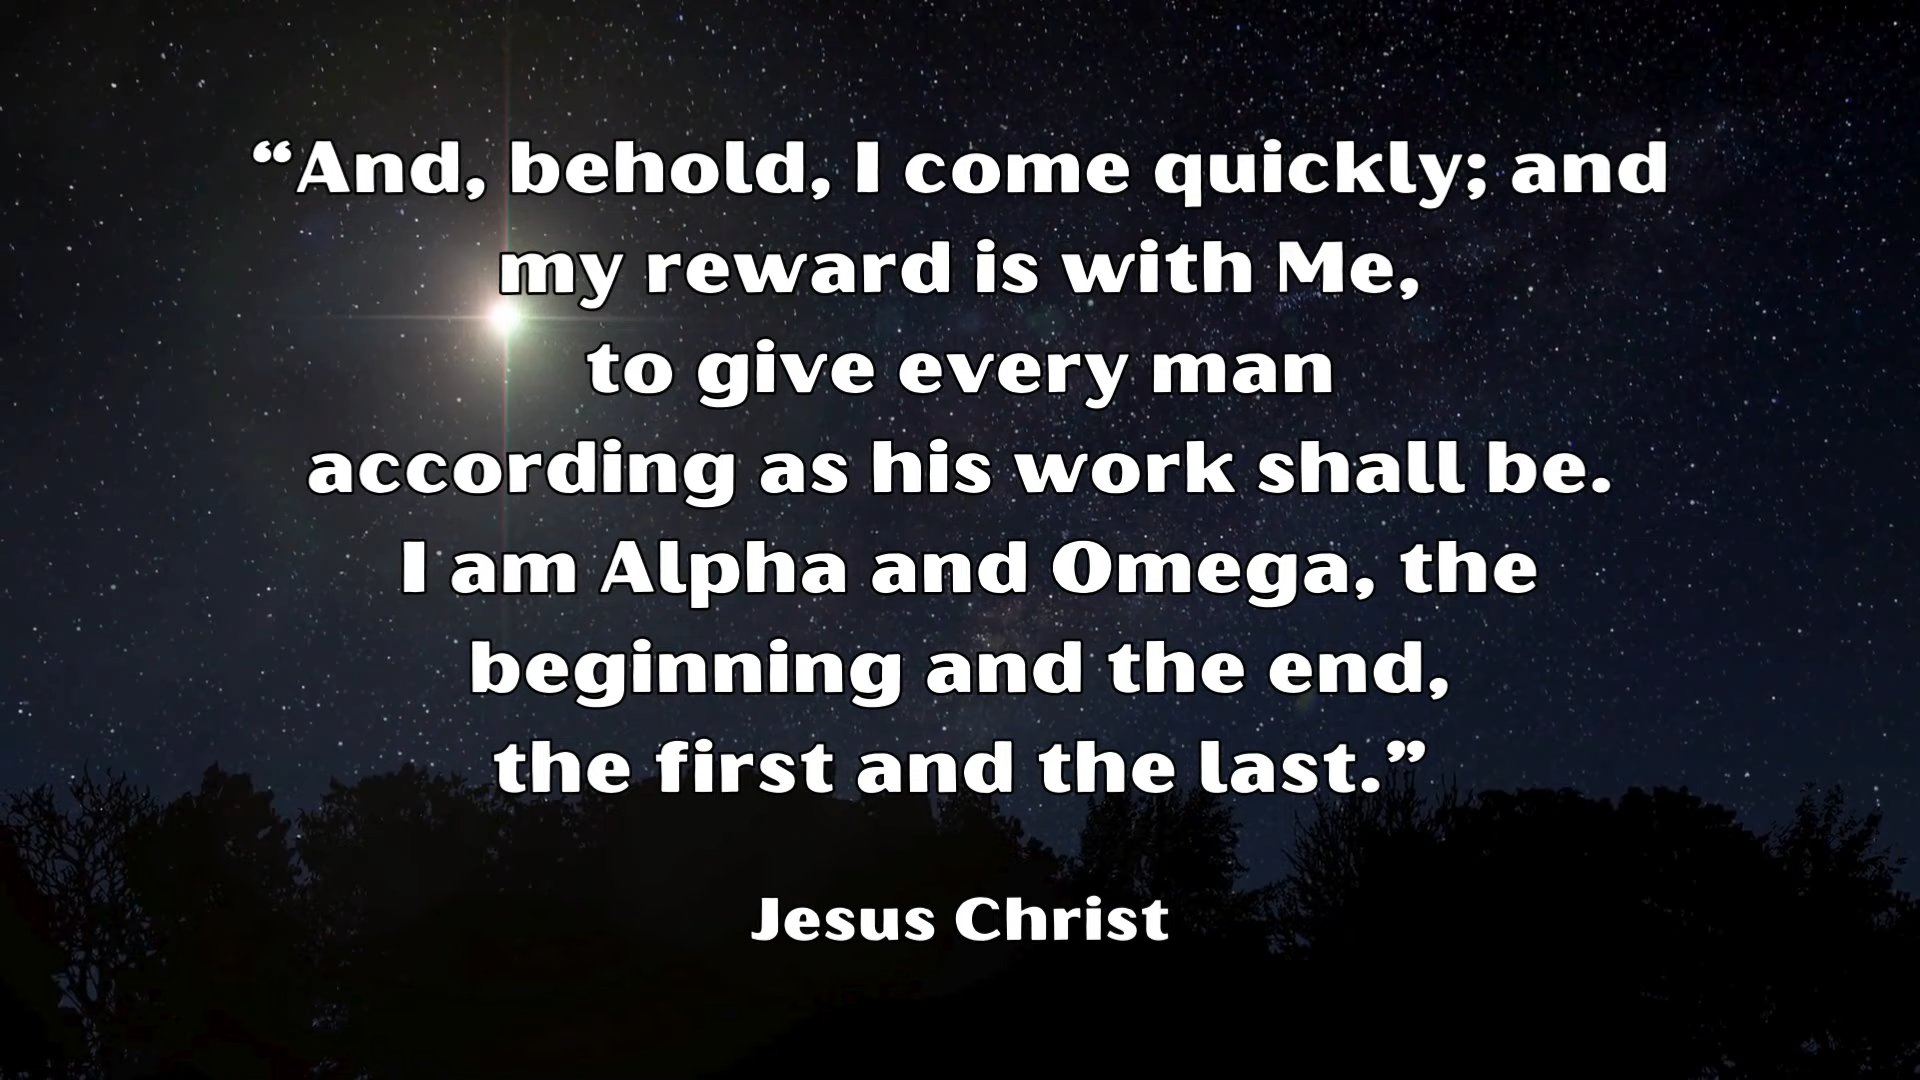 “And, behold, I come quickly; and
my reward is with Me,
to give every man
according as his work shall be.
I am Alpha and Omega, the
beginning and the end,
the first and the last.”
Jesus Christ